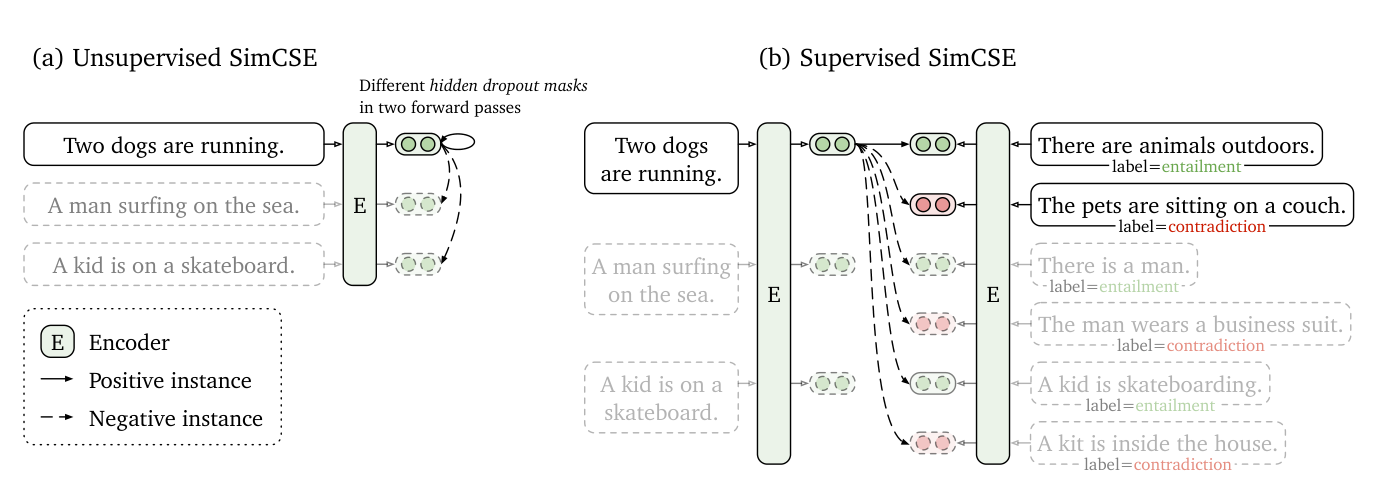 (a) Unsupervised SimCSE
Different hidden dropout masks
in two forward passes
Two dogs are running.
A man surfing on the sea.
A kid is on a skateboard.
E
E Encoder
Positive instance
Negative instance
(b) Supervised SimCSE
Two dogs
are running.
A man surfing
on the sea.
A kid is on a
skateboard.
E
E
There are animals outdoors.
label=entailment
The pets are sitting on a couch.
label=contradiction
There is a man.
label=entailment
The man wears a business suit.
label=contradiction
A kid is skateboarding.
label=entailment
A kit is inside the house.
label=contradiction